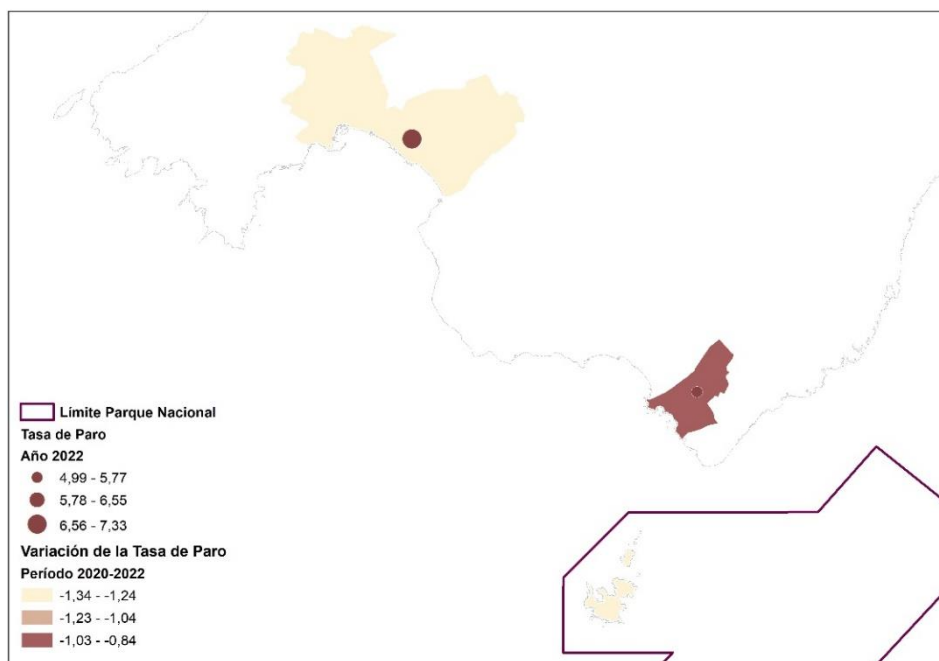 Límite Parque Nacional
Tasa de Paro
Año 2022
4,99 - 5,77
5,78 - 6,55
6,56 - 7,33
Variación de la Tasa de Paro
Período 2020-2022
-1,34 - -1,24
-1,23 - -1,04
-1,03 - -0,84